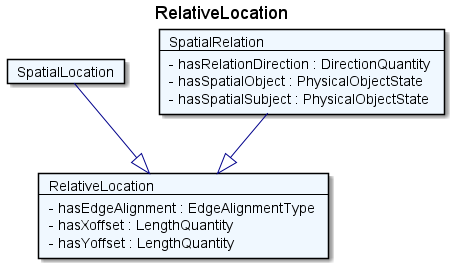 RelativeLocation
SpatialRelation
- hasRelationDirection : DirectionQuantity
- hasSpatialObject : PhysicalObjectState
- hasSpatialSubject : PhysicalObjectState
SpatialLocation
RelativeLocation
- hasEdgeAlignment : EdgeAlignmentType
- hasXoffset : LengthQuantity
- hasYoffset : LengthQuantity